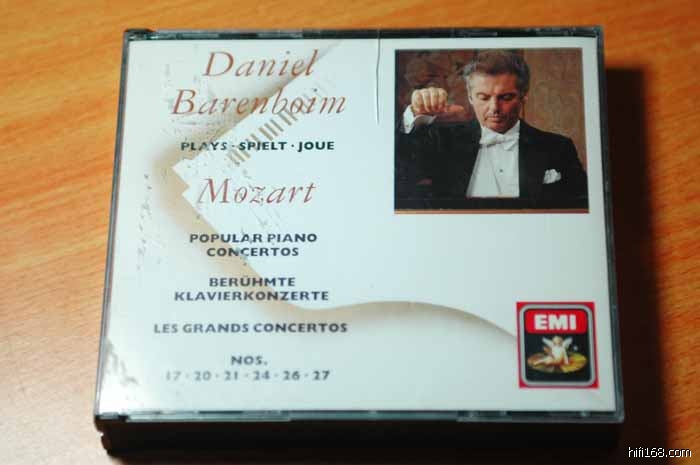 Daniel
Barenboim
PLAYS · SPIELT · JOUE
Mozart
POPULAR PIANO
CONCERTOS
BERÜHMTE
KLAVIERKONZERTE
LES GRANDS CONCERTOS
NOS.
17 · 20 · 21 · 24 · 26 · 27
EMI
hifi168.com